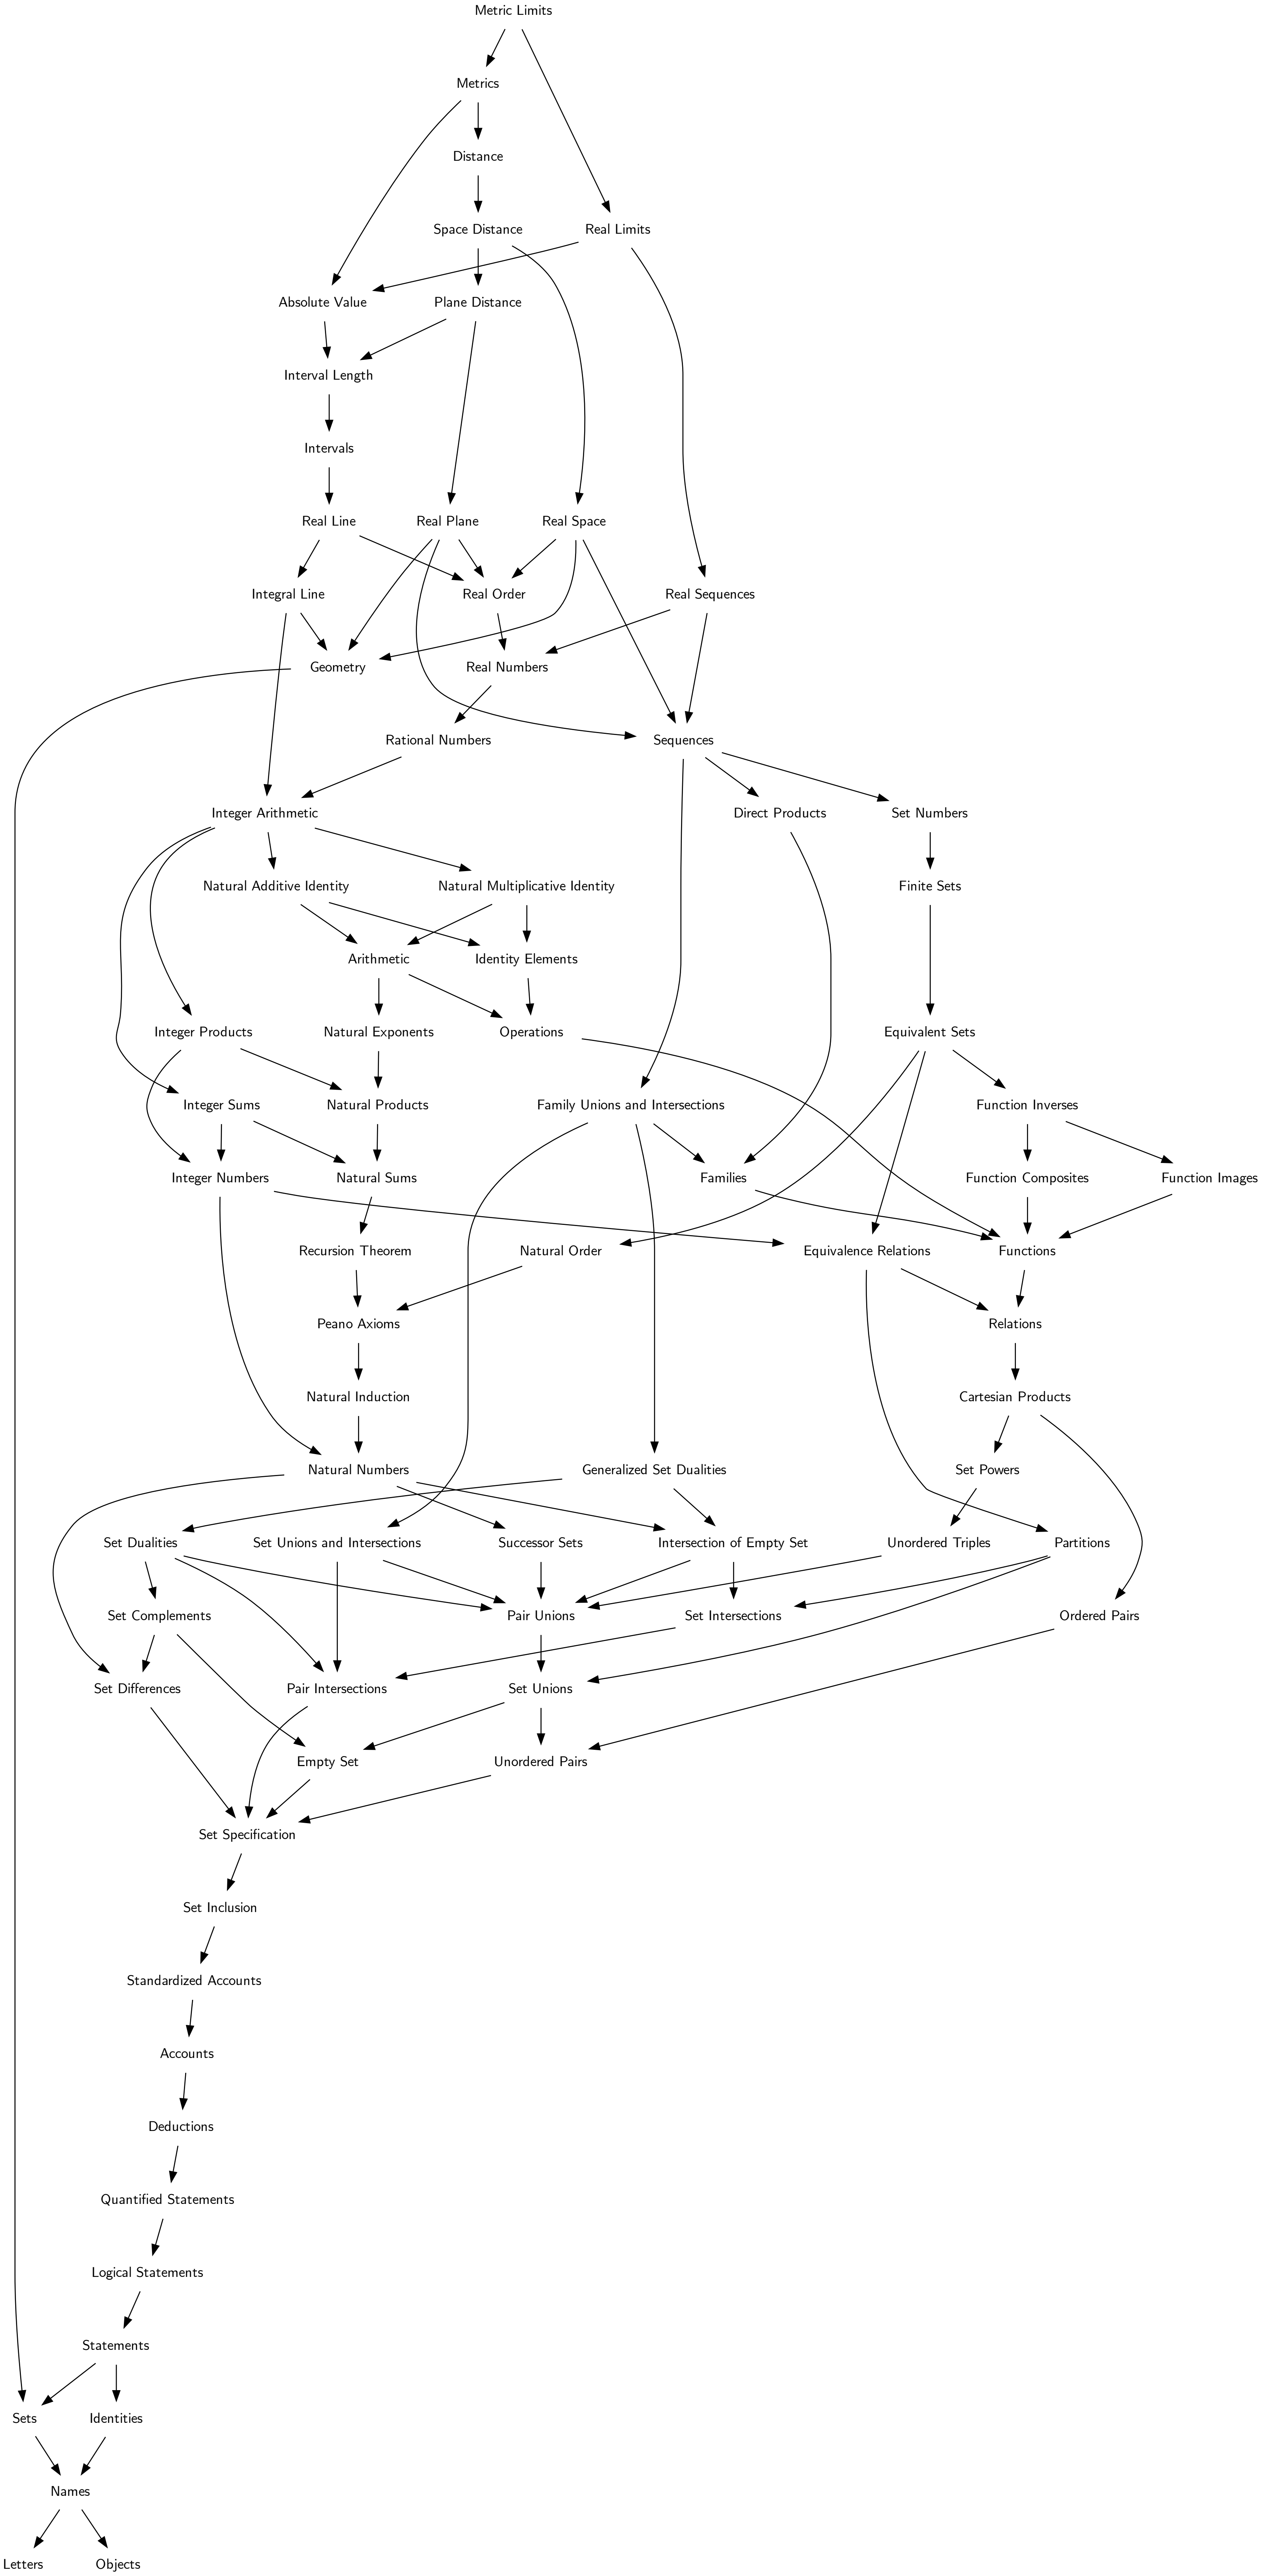 Metric Limits
Metrics
Distance
Space Distance
Real Limits
Absolute Value
Plane Distance
Interval Length
Intervals
Real Line
Real Plane
Real Space
Integral Line
Real Order
Real Sequences
Geometry
Real Numbers
Rational Numbers
Sequences
Integer Arithmetic
Direct Products
Set Numbers
Natural Additive Identity
Natural Multiplicative Identity
Finite Sets
Arithmetic
Identity Elements
Integer Products
Natural Exponents
Operations
Equivalent Sets
Integer Sums
Natural Products
Family Unions and Intersections
Function Inverses
Integer Numbers
Natural Sums
Families
Function Composites
Function Images
Recursion Theorem
Natural Order
Equivalence Relations
Functions
Peano Axioms
Relations
Natural Induction
Cartesian Products
Natural Numbers
Generalized Set Dualities
Set Powers
Set Dualities
Set Unions and Intersections
Successor Sets
Intersection of Empty Set
Unordered Triples
Partitions
Set Complements
Pair Unions
Set Intersections
Ordered Pairs
Set Differences
Pair Intersections
Set Unions
Empty Set
Unordered Pairs
Set Specification
Set Inclusion
Standardized Accounts
Accounts
Deductions
Quantified Statements
Logical Statements
Statements
Sets
Identities
Names
Letters
Objects